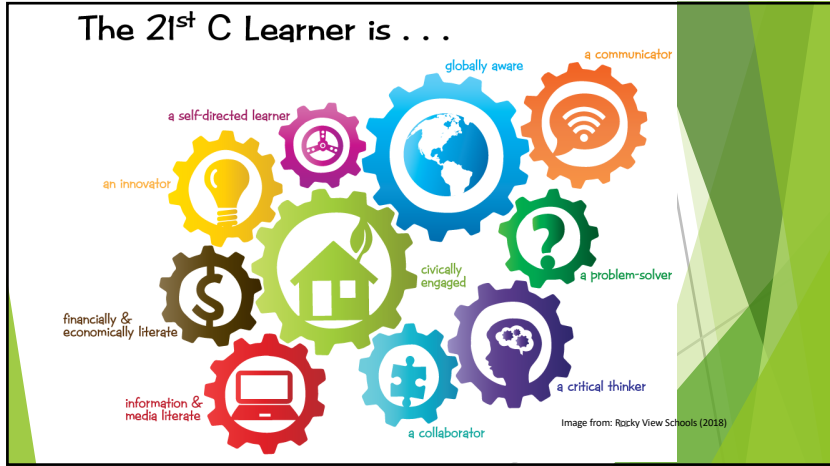 The 21st C Learner is . . .
a communicator
globally aware
a self-directed learner
an innovator
civically
engaged
a problem-solver
financially &
economically literate
a critical thinker
information &
media literate
a collaborator
Image from: Rocky View Schools (2018)
$
?